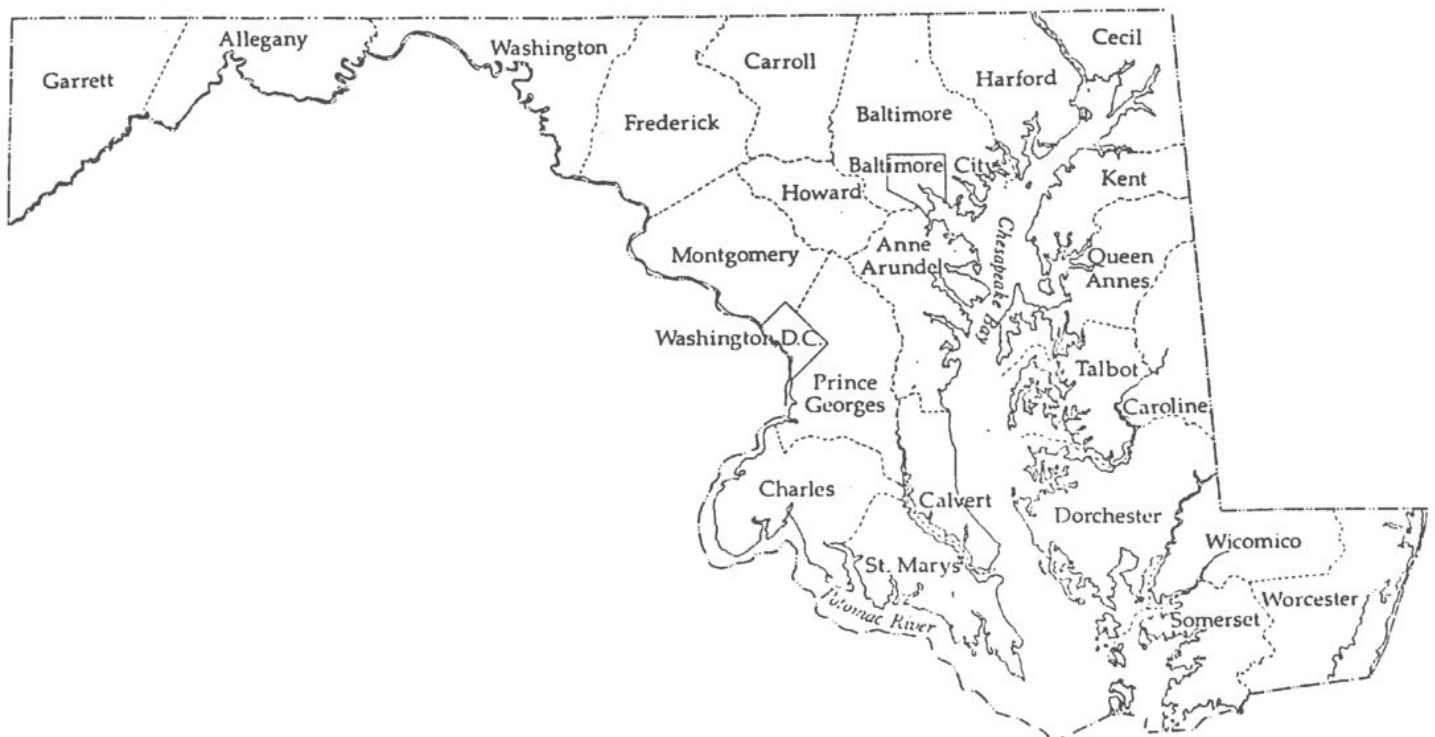 Garrett
Allegany
Washington
Frederick
Carroll
Baltimore
Harford
Cecil
Baltimore City
Howard
Kent
Montgomery
Anne
Arundel
Chesapeake Bay
Queen
Annes
Washington D.C.
Prince
Georges
Talbot
Caroline
Charles
Calvert
Dorchester
St. Marys
Wicomico
Potomac River
Worcester
Somerset